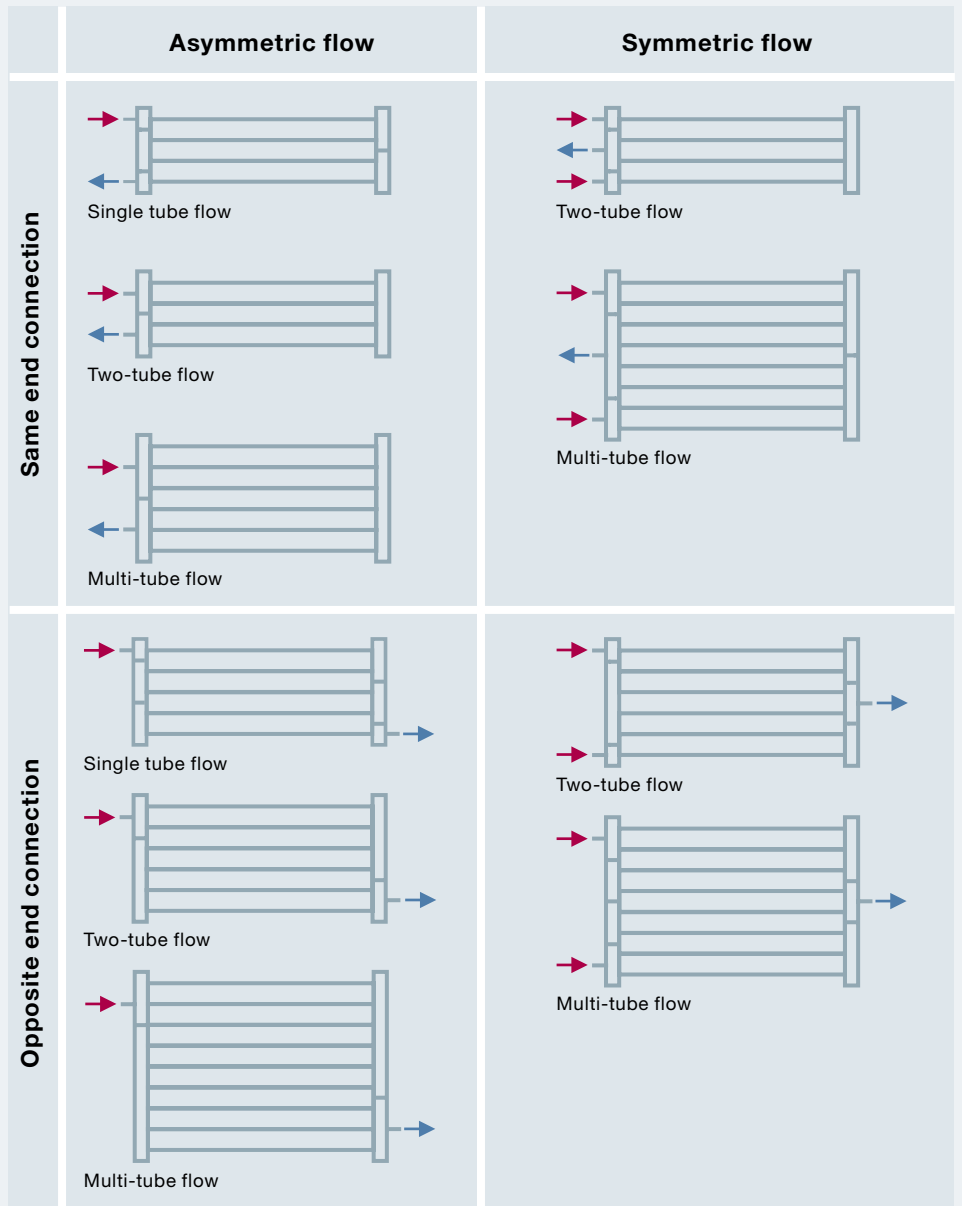 Asymmetric flow
Symmetric flow
Same end connection
Single tube flow
Two-tube flow
Multi-tube flow
Two-tube flow
Multi-tube flow
Opposite end connection
Single tube flow
Two-tube flow
Multi-tube flow
Two-tube flow
Multi-tube flow